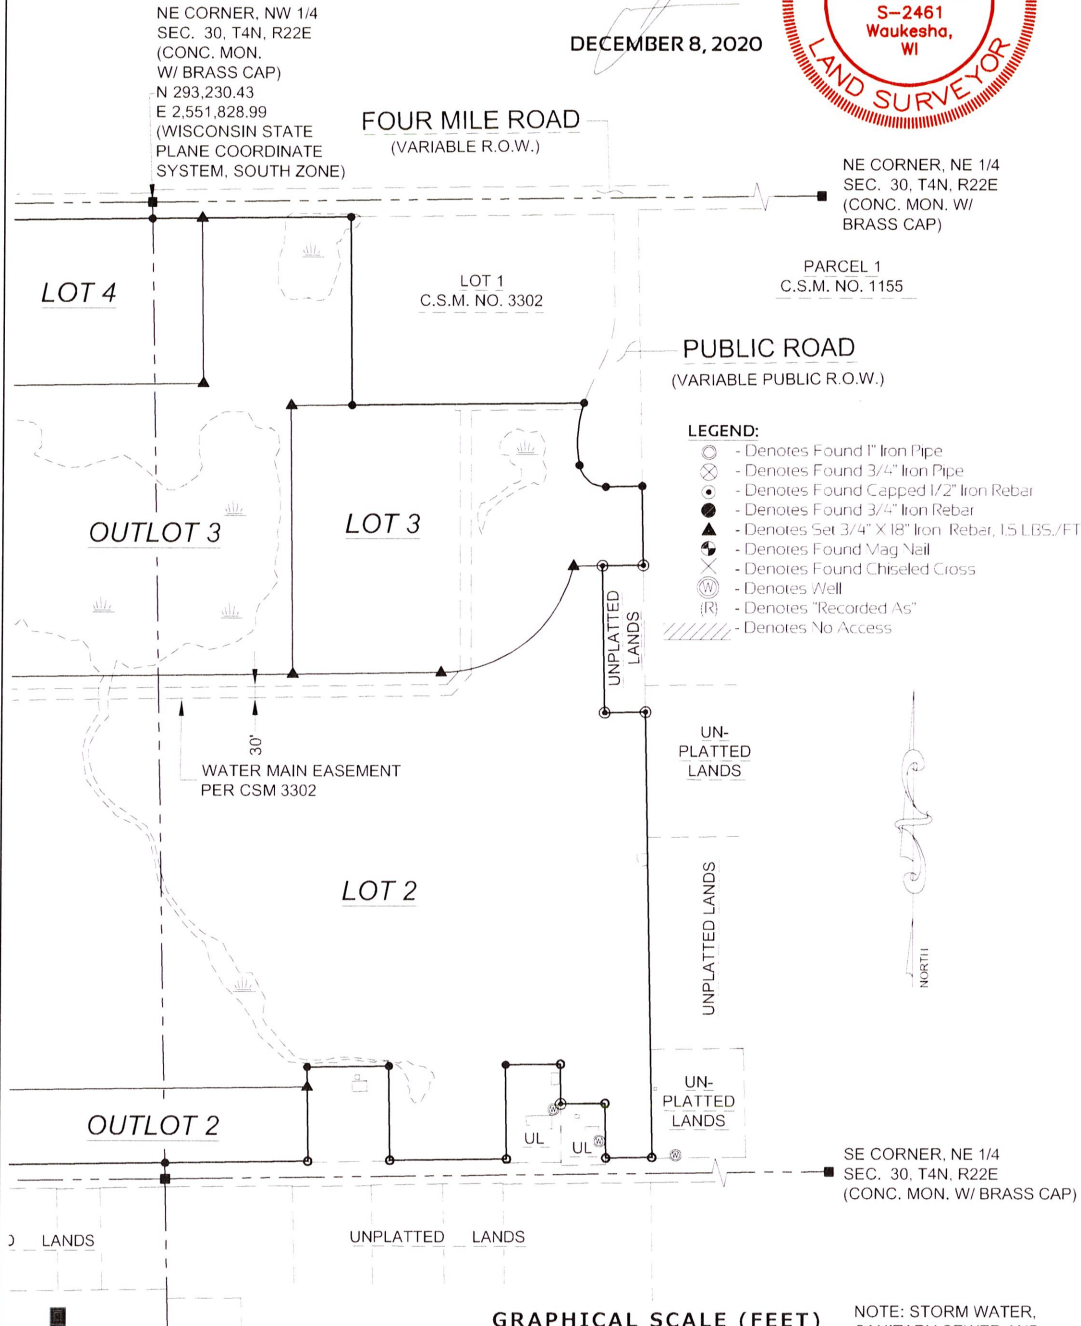 NE CORNER, NW 1/4
SEC. 30, T4N, R22E
(CONC. MON.
W/ BRASS CAP)
N 293,230.43
E 2,551,828.99
(WISCONSIN STATE
PLANE COORDINATE
SYSTEM, SOUTH ZONE)
DECEMBER 8, 2020
S-2461
Waukesha,
WI
LAND SURVEYOR
FOUR MILE ROAD
(VARIABLE R.O.W.)
NE CORNER, NE 1/4
SEC. 30, T4N, R22E
(CONC. MON. W/
BRASS CAP)
LOT 4
LOT 1
C.S.M. NO. 3302
PARCEL 1
C.S.M. NO. 1155
PUBLIC ROAD
(VARIABLE PUBLIC R.O.W.)
LEGEND:
- Denotes Found 1" Iron Pipe
- Denotes Found 3/4" Iron Pipe
- Denotes Found Capped 1/2" Iron Rebar
- Denotes Found 3/4" Iron Rebar
- Denotes Set 3/4" X 18" Iron Rebar, 1.5 LBS./FT
- Denotes Found Mag Nail
- Denotes Found Chiseled Cross
W - Denotes Well
(R) - Denotes "Recorded As"
- Denotes No Access
OUTLOT 3
LOT 3
UNPLATTED
LANDS
30'
WATER MAIN EASEMENT
PER CSM 3302
UN-
PLATTED
LANDS
LOT 2
UNPLATTED LANDS
NORTH
UN-
PLATTED
LANDS
OUTLOT 2
W
UL
UL
W
W
SE CORNER, NE 1/4
SEC. 30, T4N, R22E
(CONC. MON. W/ BRASS CAP)
LANDS
UNPLATTED LANDS
GRAPHICAL SCALE (FEET)
NOTE: STORM WATER,
SANITARY SEWER AND